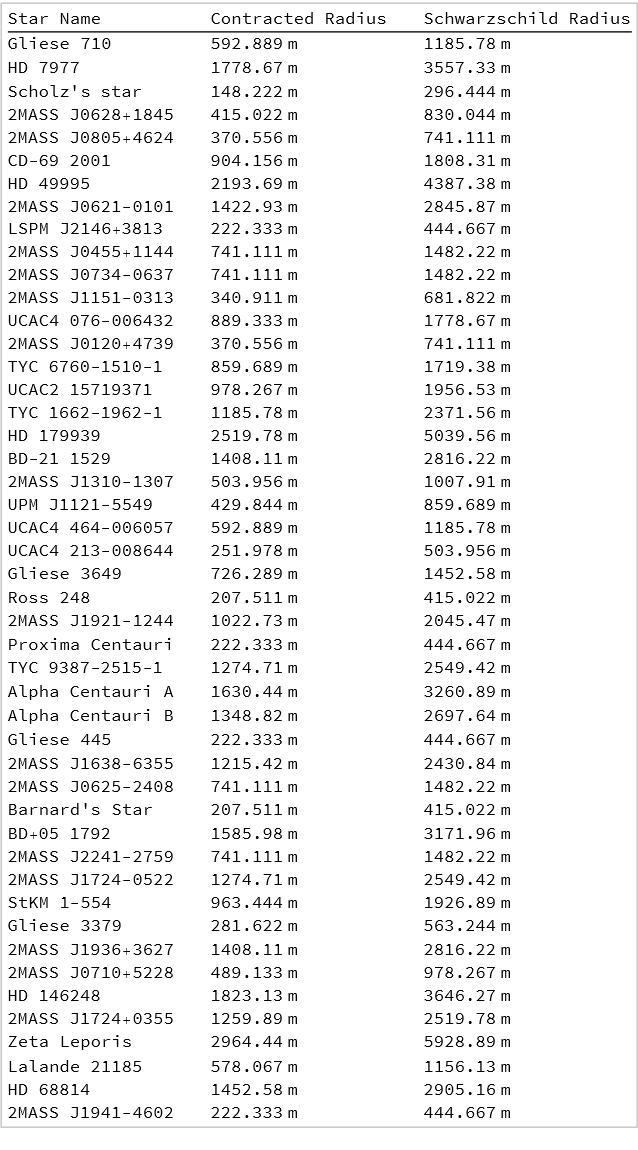 Star Name Contracted Radius Schwarzschild Radius
Gliese 710 592.889 m 1185.78 m
HD 7977 1778.67 m 3557.33 m
Scholz's star 148.222 m 296.444 m
2MASS J0628+1845 415.022 m 830.044 m
2MASS J0805+4624 370.556 m 741.111 m
CD-69 2001 904.156 m 1808.31 m
HD 49995 2193.69 m 4387.38 m
2MASS J0621-0101 1422.93 m 2845.87 m
LSPM J2146+3813 222.333 m 444.667 m
2MASS J0455+1144 741.111 m 1482.22 m
2MASS J0734-0637 741.111 m 1482.22 m
2MASS J1151-0313 340.911 m 681.822 m
UCAC4 076-006432 889.333 m 1778.67 m
2MASS J0120+4739 370.556 m 741.111 m
TYC 6760-1510-1 859.689 m 1719.38 m
UCAC2 15719371 978.267 m 1956.53 m
TYC 1662-1962-1 1185.78 m 2371.56 m
HD 179939 2519.78 m 5039.56 m
BD-21 1529 1408.11 m 2816.22 m
2MASS J1310-1307 503.956 m 1007.91 m
UPM J1121-5549 429.844 m 859.689 m
UCAC4 464-006057 592.889 m 1185.78 m
UCAC4 213-008644 251.978 m 503.956 m
Gliese 3649 726.289 m 1452.58 m
Ross 248 207.511 m 415.022 m
2MASS J1921-1244 1022.73 m 2045.47 m
Proxima Centauri 222.333 m 444.667 m
TYC 9387-2515-1 1274.71 m 2549.42 m
Alpha Centauri A 1630.44 m 3260.89 m
Alpha Centauri B 1348.82 m 2697.64 m
Gliese 445 222.333 m 444.667 m
2MASS J1638-6355 1215.42 m 2430.84 m
2MASS J0625-2408 741.111 m 1482.22 m
Barnard's Star 207.511 m 415.022 m
BD+05 1792 1585.98 m 3171.96 m
2MASS J2241-2759 741.111 m 1482.22 m
2MASS J1724-0522 1274.71 m 2549.42 m
StKM 1-554 963.444 m 1926.89 m
Gliese 3379 281.622 m 563.244 m
2MASS J1936+3627 1408.11 m 2816.22 m
2MASS J0710+5228 489.133 m 978.267 m
HD 146248 1823.13 m 3646.27 m
2MASS J1724+0355 1259.89 m 2519.78 m
Zeta Leporis 2964.44 m 5928.89 m
Lalande 21185 578.067 m 1156.13 m
HD 68814 1452.58 m 2905.16 m
2MASS J1941-4602 222.333 m 444.667 m